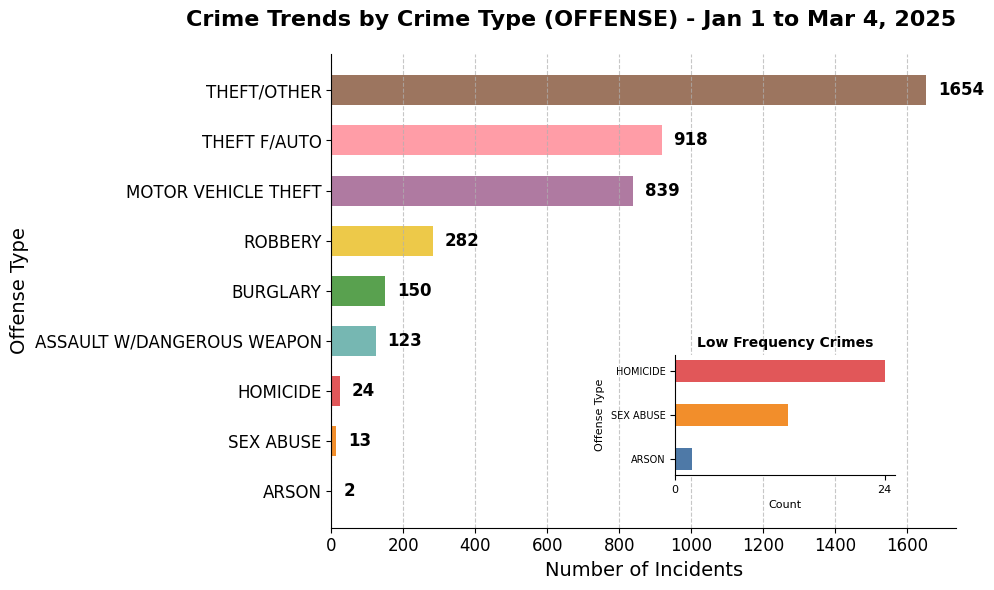 Crime Trends by Crime Type (OFFENSE) - Jan 1 to Mar 4, 2025
Offense Type
THEFT/OTHER 1654
THEFT F/AUTO 918
MOTOR VEHICLE THEFT 839
ROBBERY 282
BURGLARY 150
ASSAULT W/DANGEROUS WEAPON 123
HOMICIDE 24
SEX ABUSE 13
ARSON 2
0 200 400 600 800 1000 1200 1400 1600
Number of Incidents
Low Frequency Crimes
Offense Type
HOMICIDE
SEX ABUSE
ARSON
0 24
Count